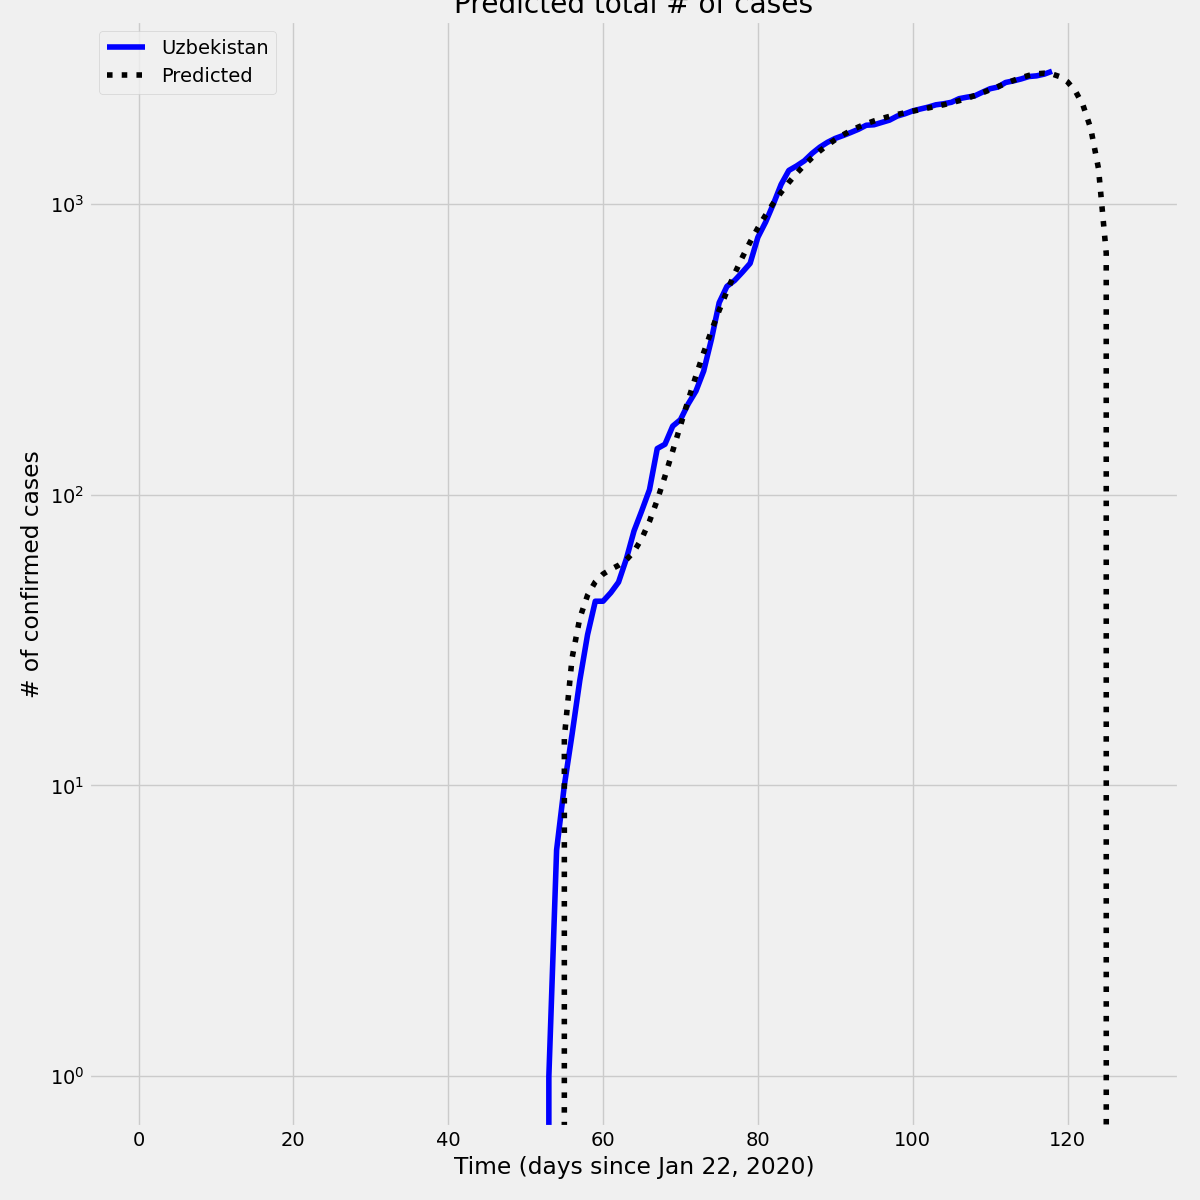 Predicted total # of cases
Uzbekistan
Predicted
10³
10²
10¹
10⁰
# of confirmed cases
0 20 40 60 80 100 120
Time (days since Jan 22, 2020)